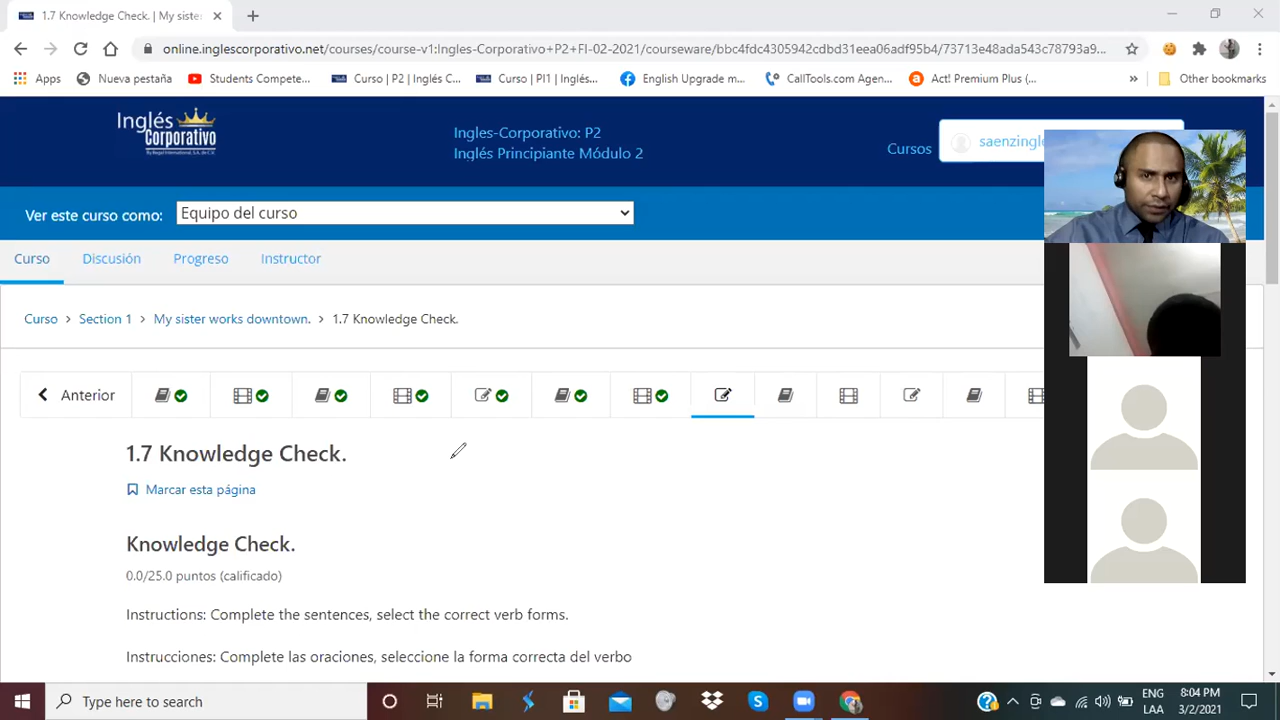 1.7 Knowledge Check. | My siste
online.inglescorporativo.net/courses/course-v1:Ingles-Corporativo+P2+FI-02-2021/courseware/bbc4fdc4305942cdbd31eea06adf95b4/73713e48ada543c78793a9...
Apps
Nueva pestaña
Students Compete...
Curso | P2 | Inglés C...
Curso | PI1 | Inglés...
English Upgrade m...
CallTools.com Agen...
Act! Premium Plus (...
»
Other bookmarks
Inglés
Corporativo
Ingles-Corporativo: P2
Inglés Principiante Módulo 2
Cursos
saenzingl
Ver este curso como:
Equipo del curso
Curso
Discusión
Progreso
Instructor
Curso > Section 1 > My sister works downtown. > 1.7 Knowledge Check.
Anterior
1.7 Knowledge Check.
Marcar esta página
Knowledge Check.
0.0/25.0 puntos (calificado)
Instructions: Complete the sentences, select the correct verb forms.
Instrucciones: Complete las oraciones, seleccione la forma correcta del verbo
Type here to search
ENG
LAA
8:04 PM
3/2/2021